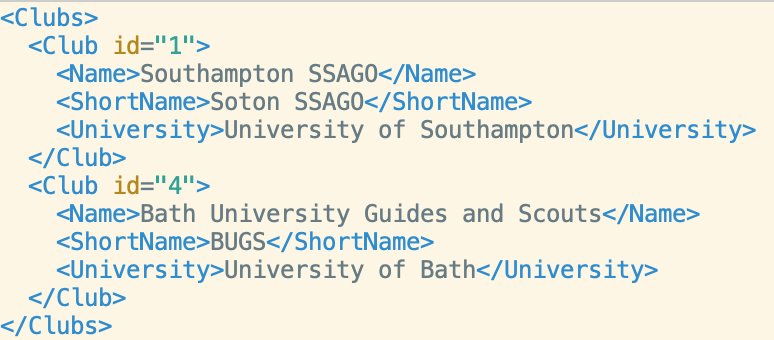 <Clubs>
  <Club id="1">
    <Name>Southampton SSAGO</Name>
    <ShortName>Soton SSAGO</ShortName>
    <University>University of Southampton</University>
  </Club>
  <Club id="4">
    <Name>Bath University Guides and Scouts</Name>
    <ShortName>BUGS</ShortName>
    <University>University of Bath</University>
  </Club>
</Clubs>